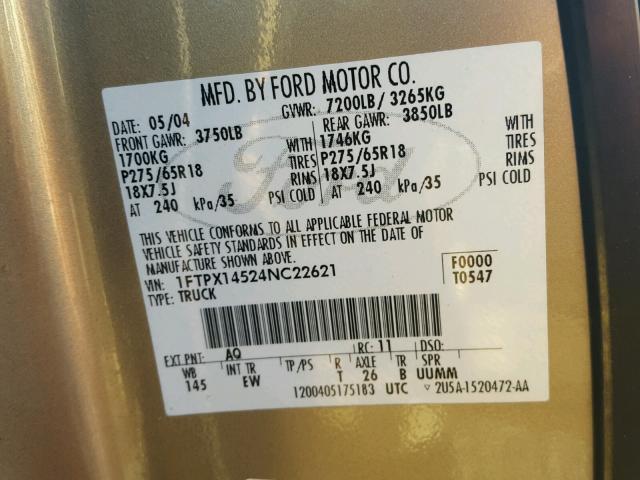 MFD. BY FORD MOTOR CO.
DATE: 05/04 GVWR: 7200LB / 3265KG
FRONT GAWR: 3750LB REAR GAWR: 3850LB
1700KG WITH 1746KG WITH
P275/65R18 TIRES P275/65R18 TIRES
18X7.5J RIMS 18X7.5J RIMS
AT 240 kPa/35 PSI COLD AT 240 kPa/35 PSI COLD
THIS VEHICLE CONFORMS TO ALL APPLICABLE FEDERAL MOTOR
VEHICLE SAFETY STANDARDS IN EFFECT ON THE DATE OF
MANUFACTURE SHOWN ABOVE.
VIN: 1FTPX14524NC22621 F0000
TYPE: TRUCK T0547
EXT PNT: AQ RC: 11 DSO:
WB INT TR TP/PS R AXLE TR SPR
145 EW T 26 B UUMM
1200405175183 UTC ▽ 2U5A-1520472-AA
Ford